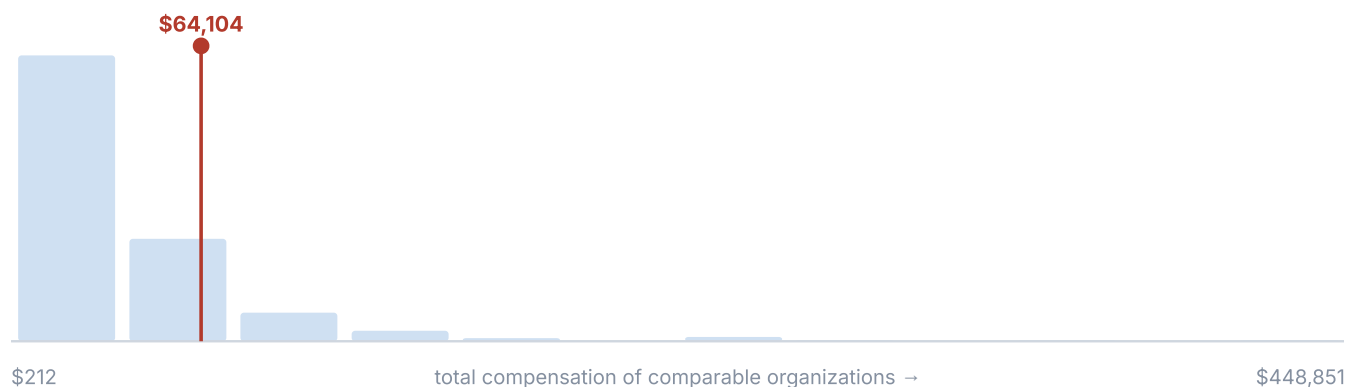 $64,104
$212 total compensation of comparable organizations → $448,851